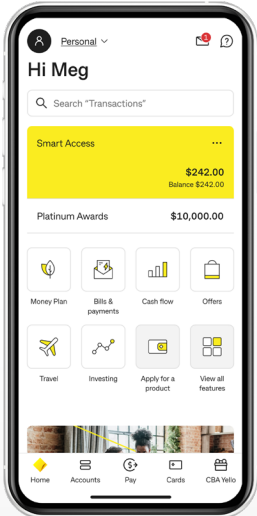 Personal
1
Hi Meg
Search "Transactions"
Smart Access
$242.00
Balance $242.00
Platinum Awards $10,000.00
Money Plan
Bills &
payments
Cash flow
Offers
Travel
Investing
Apply for a
product
View all
features
Home
Accounts
Pay
Cards
CBA Yello